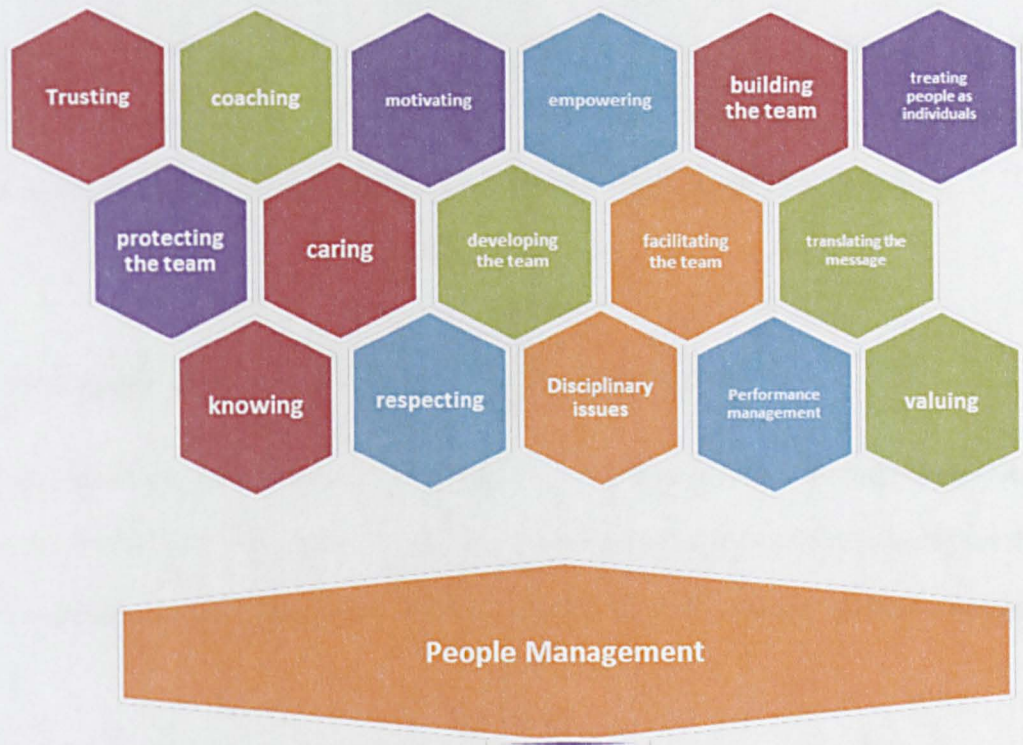 Trusting
coaching
motivating
empowering
building
the team
treating
people as
individuals
protecting
the team
caring
developing
the team
facilitating
the team
translating the
message
knowing
respecting
Disciplinary
issues
Performance
management
valuing
People Management